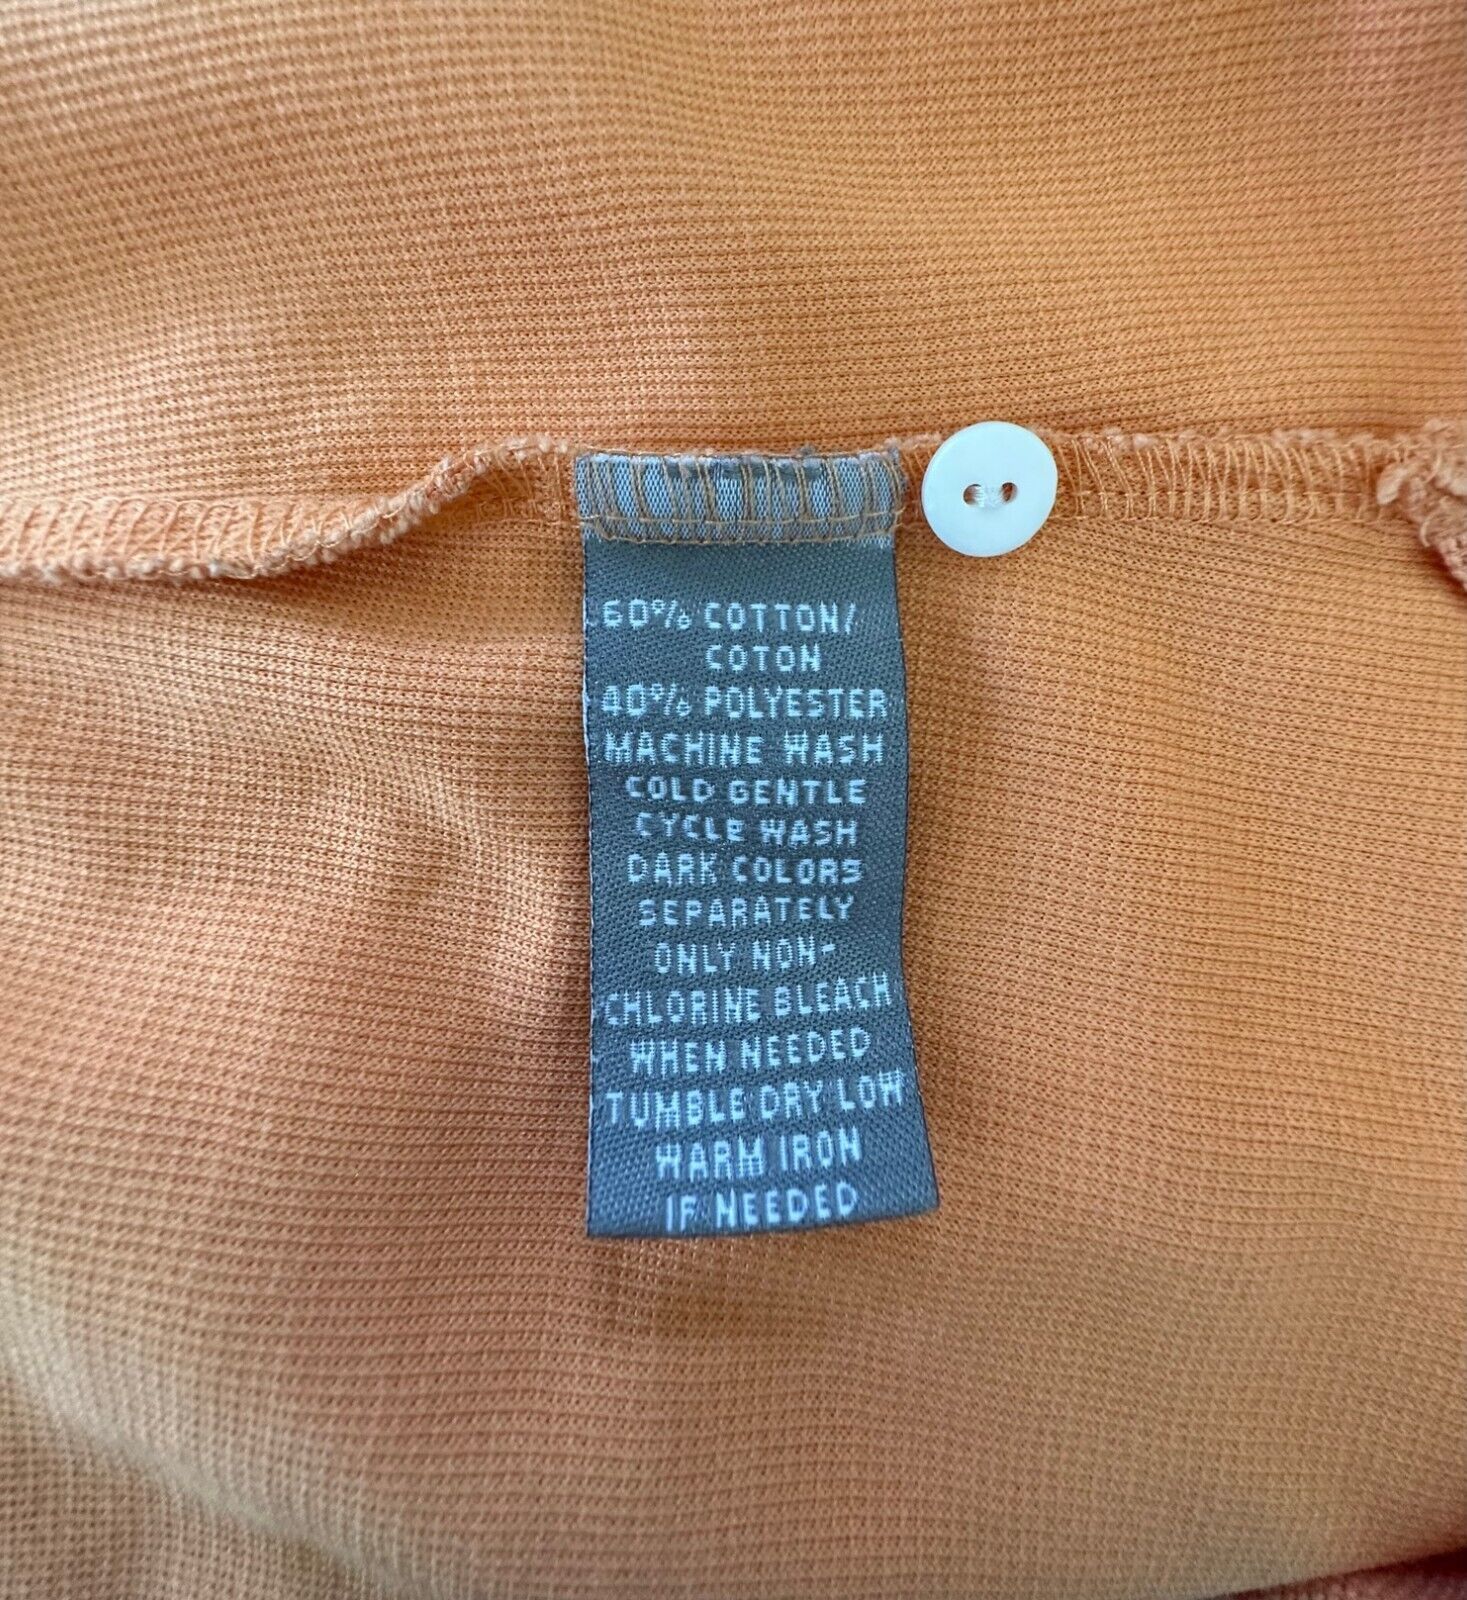 60% COTTON/
COTON
40% POLYESTER
MACHINE WASH
COLD GENTLE
CYCLE WASH
DARK COLORS
SEPARATELY
ONLY NON-
CHLORINE BLEACH
WHEN NEEDED
TUMBLE DRY LOW
WARM IRON
IF NEEDED